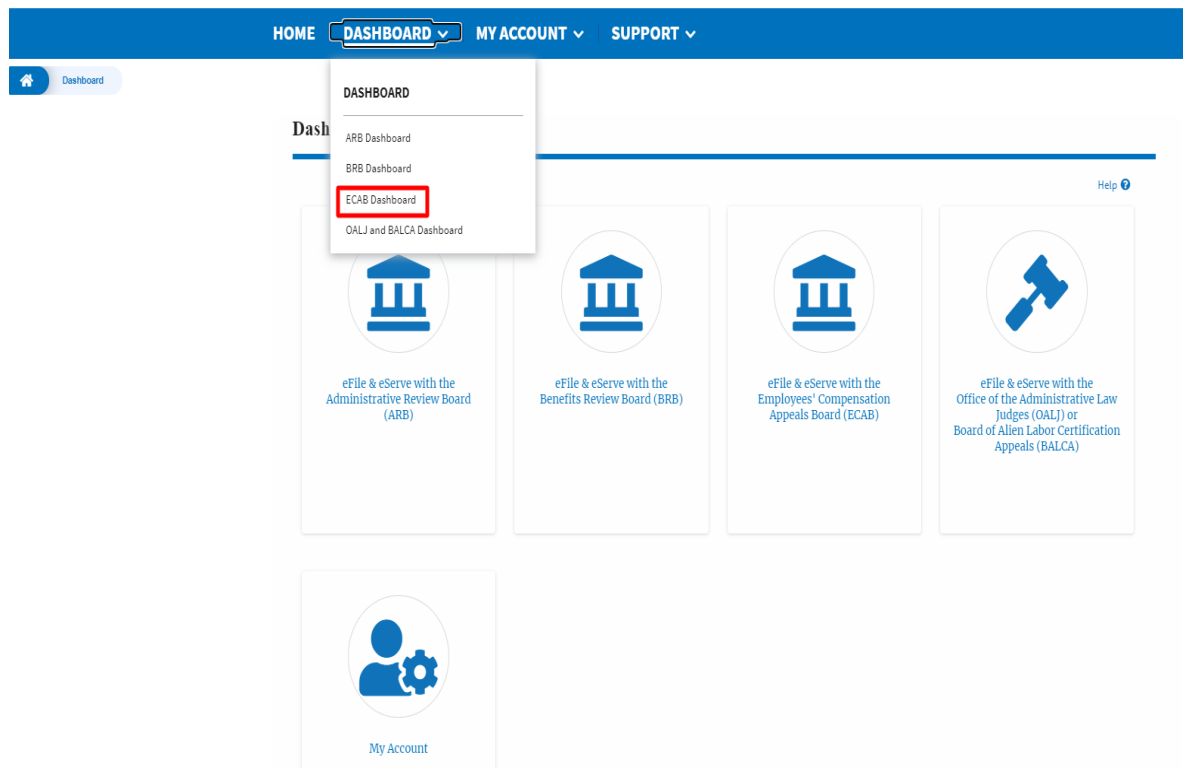 HOME DASHBOARD MY ACCOUNT SUPPORT
Dashboard
DASHBOARD
ARB Dashboard
BRB Dashboard
ECAB Dashboard
OALJ and BALCA Dashboard
Dash
Help
eFile & eServe with the
Administrative Review Board
(ARB)
eFile & eServe with the
Benefits Review Board (BRB)
eFile & eServe with the
Employees' Compensation
Appeals Board (ECAB)
eFile & eServe with the
Office of the Administrative Law
Judges (OALJ) or
Board of Alien Labor Certification
Appeals (BALCA)
My Account